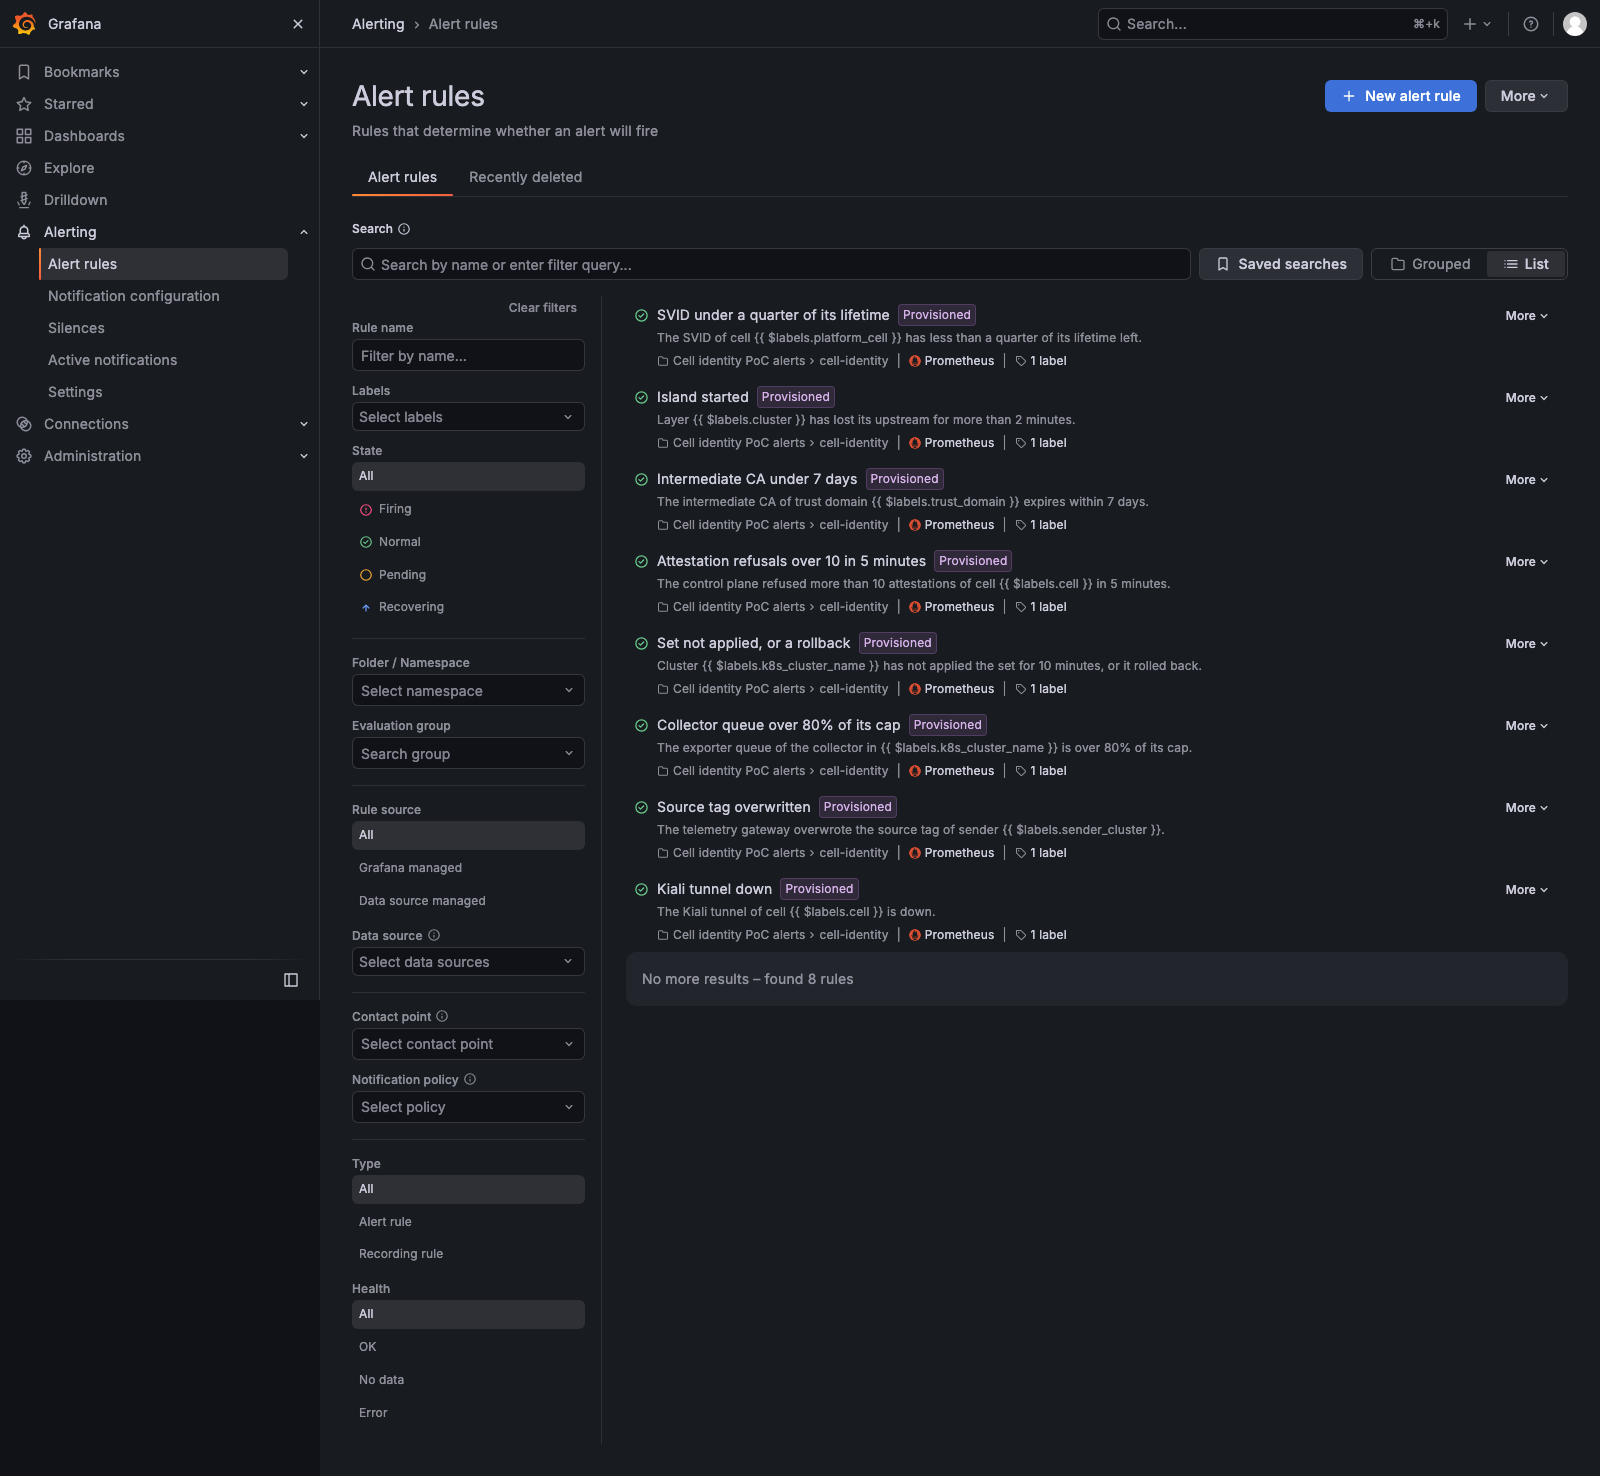 Grafana
Alerting › Alert rules
Search...
⌘+k
Bookmarks
Starred
Dashboards
Explore
Drilldown
Alerting
Alert rules
Notification configuration
Silences
Active notifications
Settings
Connections
Administration
Alert rules
Rules that determine whether an alert will fire
New alert rule
More
Alert rules
Recently deleted
Search
Search by name or enter filter query...
Saved searches
Grouped
List
Clear filters
Rule name
Filter by name...
Labels
Select labels
State
All
Firing
Normal
Pending
Recovering
Folder / Namespace
Select namespace
Evaluation group
Search group
Rule source
All
Grafana managed
Data source managed
Data source
Select data sources
Contact point
Select contact point
Notification policy
Select policy
Type
All
Alert rule
Recording rule
Health
All
OK
No data
Error
SVID under a quarter of its lifetime Provisioned More
The SVID of cell {{ $labels.platform_cell }} has less than a quarter of its lifetime left.
Cell identity PoC alerts › cell-identity | Prometheus | 1 label
Island started Provisioned More
Layer {{ $labels.cluster }} has lost its upstream for more than 2 minutes.
Cell identity PoC alerts › cell-identity | Prometheus | 1 label
Intermediate CA under 7 days Provisioned More
The intermediate CA of trust domain {{ $labels.trust_domain }} expires within 7 days.
Cell identity PoC alerts › cell-identity | Prometheus | 1 label
Attestation refusals over 10 in 5 minutes Provisioned More
The control plane refused more than 10 attestations of cell {{ $labels.cell }} in 5 minutes.
Cell identity PoC alerts › cell-identity | Prometheus | 1 label
Set not applied, or a rollback Provisioned More
Cluster {{ $labels.k8s_cluster_name }} has not applied the set for 10 minutes, or it rolled back.
Cell identity PoC alerts › cell-identity | Prometheus | 1 label
Collector queue over 80% of its cap Provisioned More
The exporter queue of the collector in {{ $labels.k8s_cluster_name }} is over 80% of its cap.
Cell identity PoC alerts › cell-identity | Prometheus | 1 label
Source tag overwritten Provisioned More
The telemetry gateway overwrote the source tag of sender {{ $labels.sender_cluster }}.
Cell identity PoC alerts › cell-identity | Prometheus | 1 label
Kiali tunnel down Provisioned More
The Kiali tunnel of cell {{ $labels.cell }} is down.
Cell identity PoC alerts › cell-identity | Prometheus | 1 label
No more results – found 8 rules